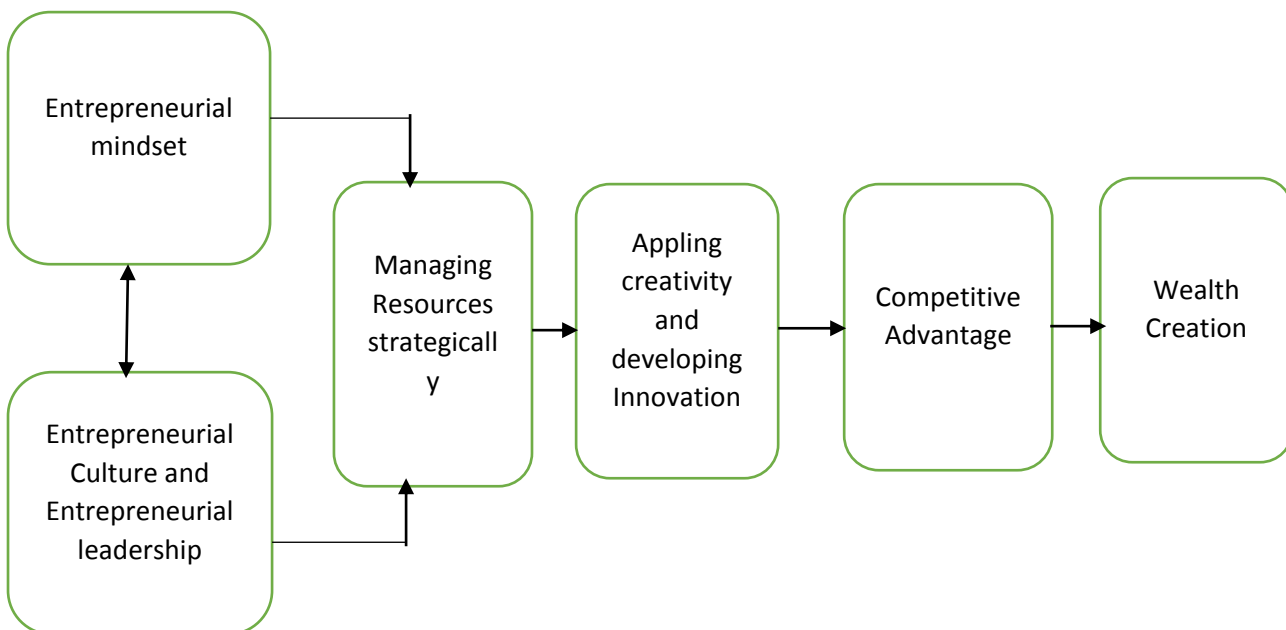 Entrepreneurial
mindset
Entrepreneurial
Culture and
Entrepreneurial
leadership
Managing
Resources
strategicall
y
Appling
creativity
and
developing
Innovation
Competitive
Advantage
Wealth
Creation